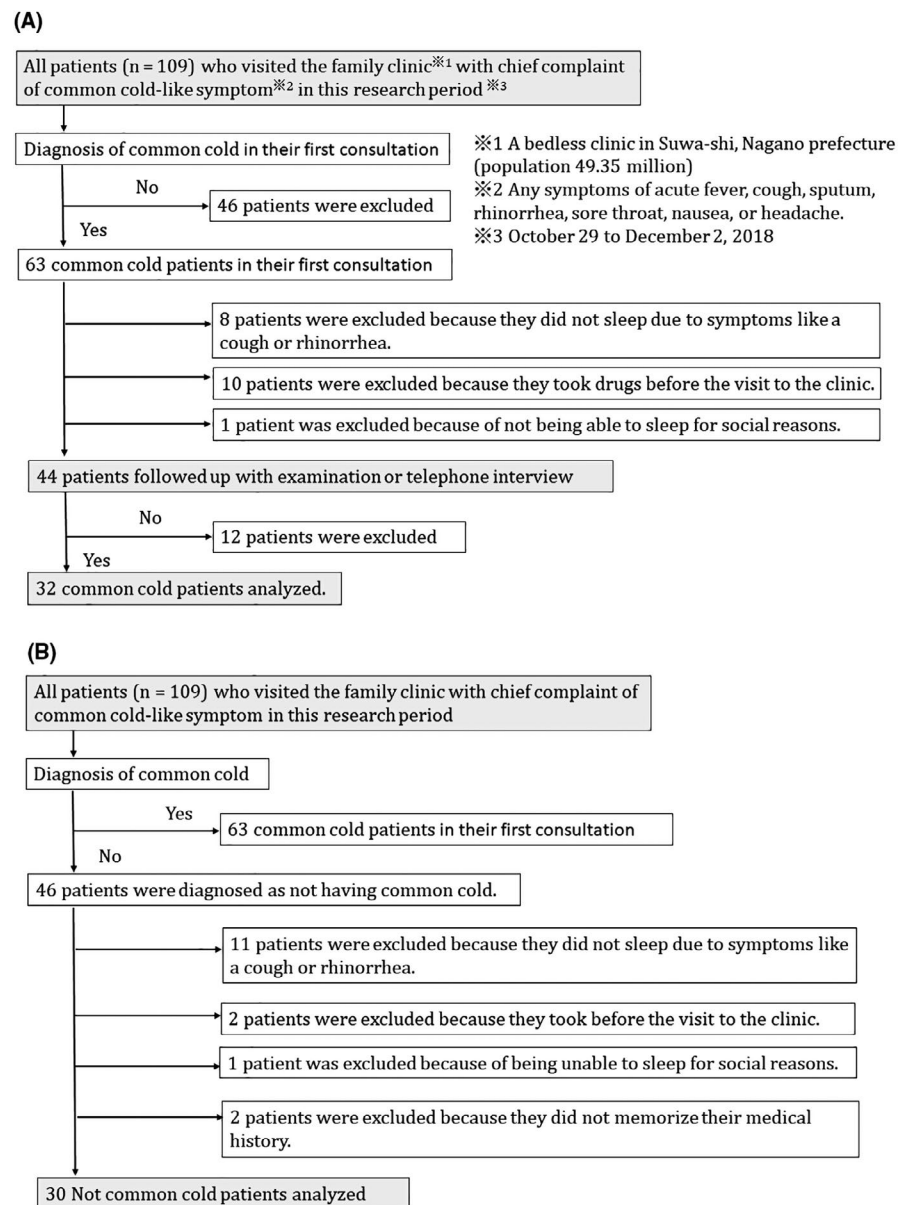 (A)
All patients (n = 109) who visited the family clinic※1 with chief complaint
of common cold-like symptom※2 in this research period ※3
Diagnosis of common cold in their first consultation
※1 A bedless clinic in Suwa-shi, Nagano prefecture
(population 49.35 million)
※2 Any symptoms of acute fever, cough, sputum,
rhinorrhea, sore throat, nausea, or headache.
※3 October 29 to December 2, 2018
No
46 patients were excluded
Yes
63 common cold patients in their first consultation
8 patients were excluded because they did not sleep due to symptoms like a
cough or rhinorrhea.
10 patients were excluded because they took drugs before the visit to the clinic.
1 patient was excluded because of not being able to sleep for social reasons.
44 patients followed up with examination or telephone interview
No
12 patients were excluded
Yes
32 common cold patients analyzed.
(B)
All patients (n = 109) who visited the family clinic with chief complaint of
common cold-like symptom in this research period
Diagnosis of common cold
Yes
63 common cold patients in their first consultation
No
46 patients were diagnosed as not having common cold.
11 patients were excluded because they did not sleep due to symptoms like
a cough or rhinorrhea.
2 patients were excluded because they took before the visit to the clinic.
1 patient was excluded because of being unable to sleep for social reasons.
2 patients were excluded because they did not memorize their medical
history.
30 Not common cold patients analyzed